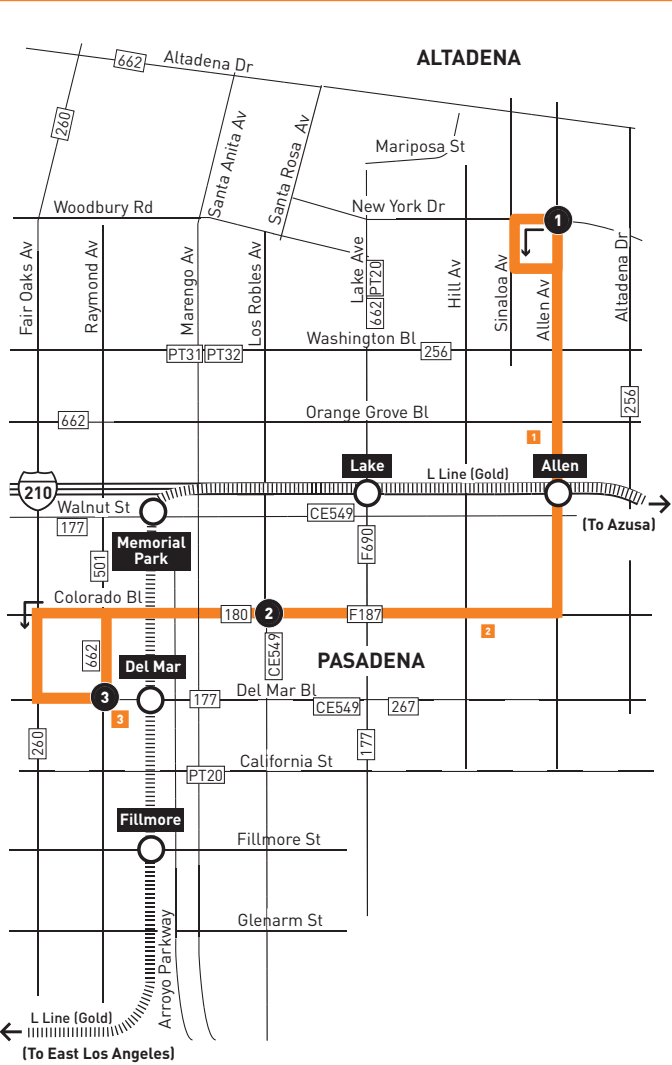 ALTADENA
662
Altadena Dr
260
Santa Anita Av
Santa Rosa Av
Mariposa St
Woodbury Rd
New York Dr
1
Fair Oaks Av
Raymond Av
Marengo Av
Los Robles Av
Lake Ave
PT20
662
Hill Av
Sinaloa Av
Allen Av
Altadena Dr
Washington Bl
PT31
PT32
256
256
662
Orange Grove Bl
1
Lake
L Line (Gold)
Allen
210
Walnut St
177
CE549
(To Azusa)
Memorial
Park
501
F690
Colorado Bl
180
2
F187
2
662
CE549
PASADENA
Del Mar
3
3
177
Del Mar Bl
CE549
267
260
177
California St
PT20
Fillmore
Fillmore St
Glenarm St
Arroyo Parkway
L Line (Gold)
(To East Los Angeles)